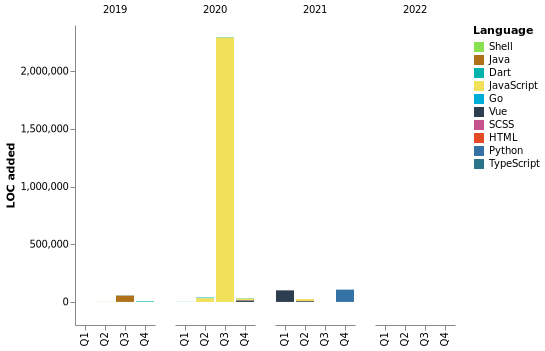 2019 2020 2021 2022
Language
Shell
Java
Dart
JavaScript
Go
Vue
SCSS
HTML
Python
TypeScript
LOC added
2,000,000
1,500,000
1,000,000
500,000
0
Q1 Q2 Q3 Q4 Q1 Q2 Q3 Q4 Q1 Q2 Q3 Q4 Q1 Q2 Q3 Q4